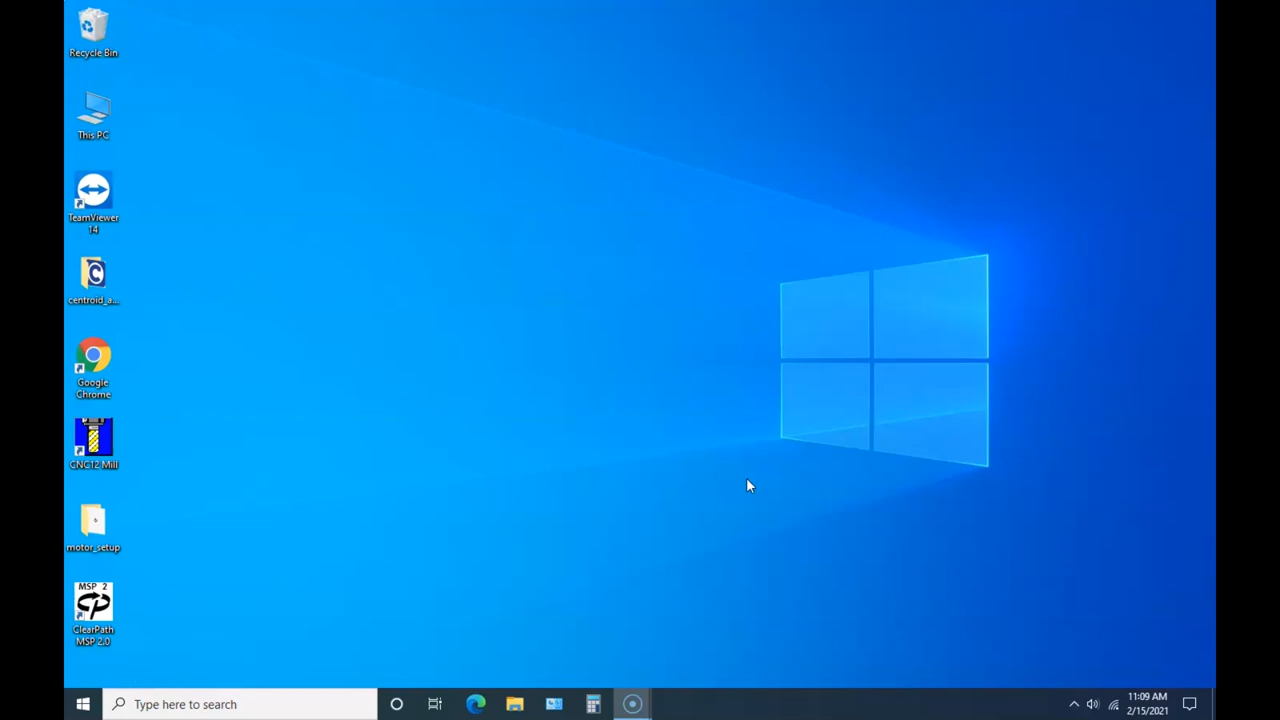 Recycle Bin
This PC
TeamViewer
14
centroid_a...
Google
Chrome
CNC12 Mill
motor_setup
MSP 2
ClearPath
MSP 2.0
Type here to search
11:09 AM
2/15/2021